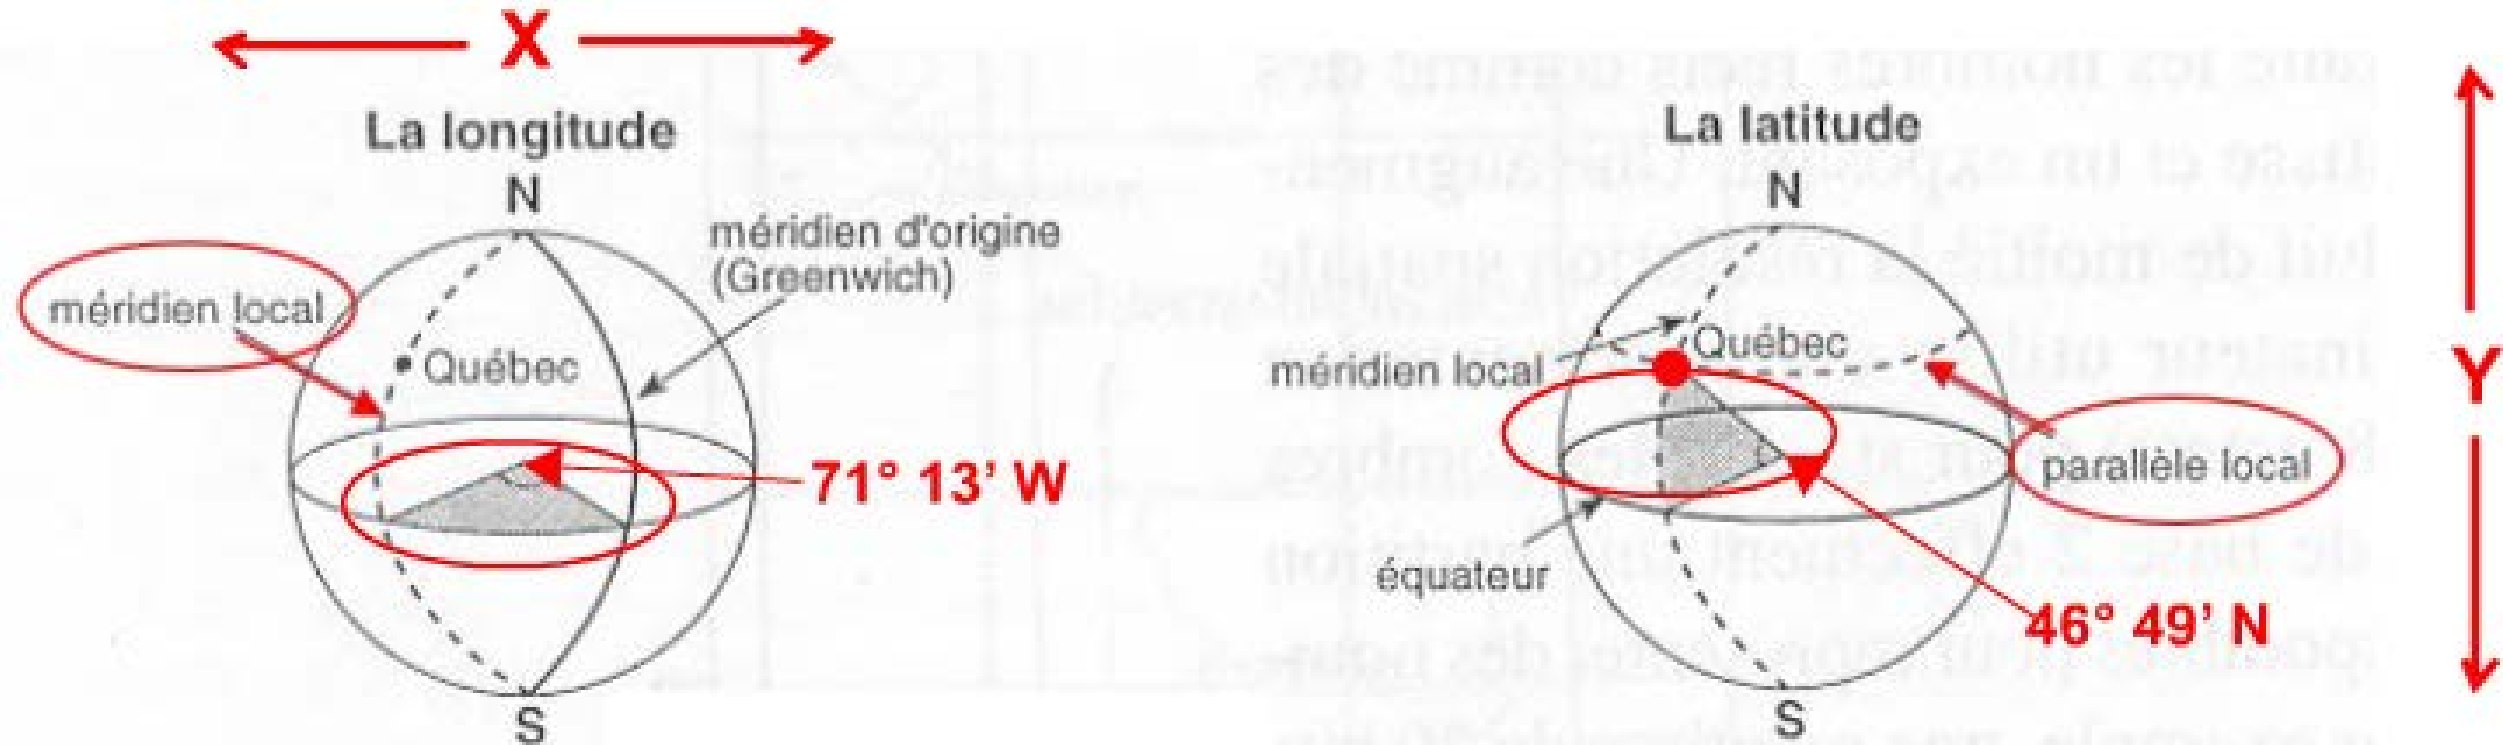 X
La longitude
N
méridien d'origine
(Greenwich)
méridien local
Québec
71° 13' W
S
La latitude
N
Y
Québec
méridien local
parallèle local
équateur
46° 49' N
S